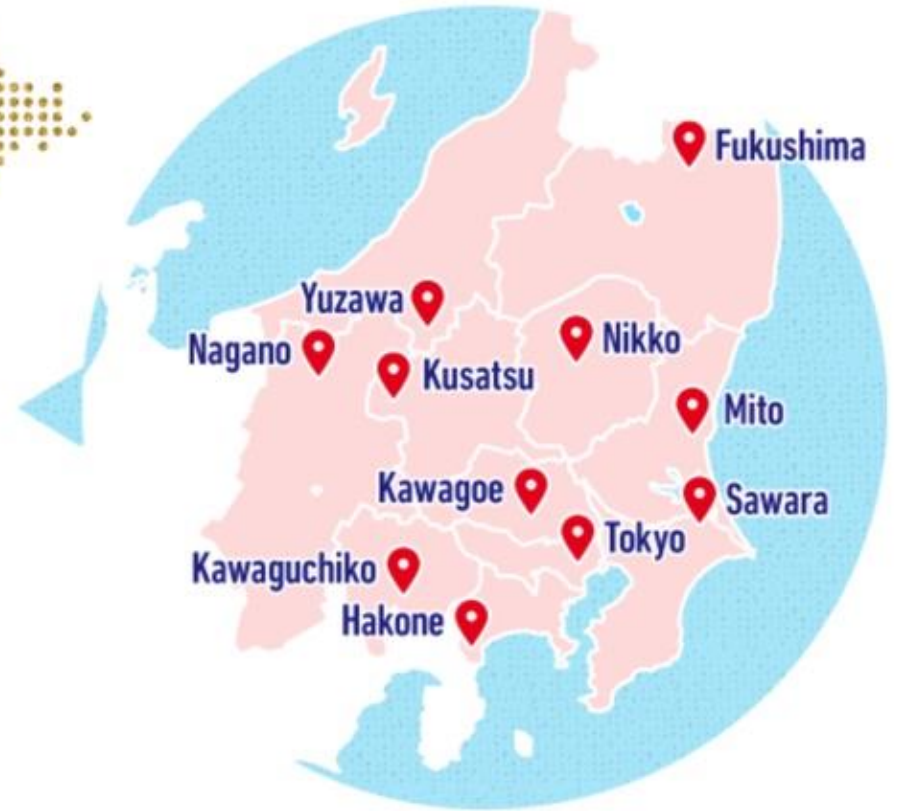 Fukushima
Yuzawa
Nikko
Nagano
Kusatsu
Mito
Kawagoe
Sawara
Tokyo
Kawaguchiko
Hakone